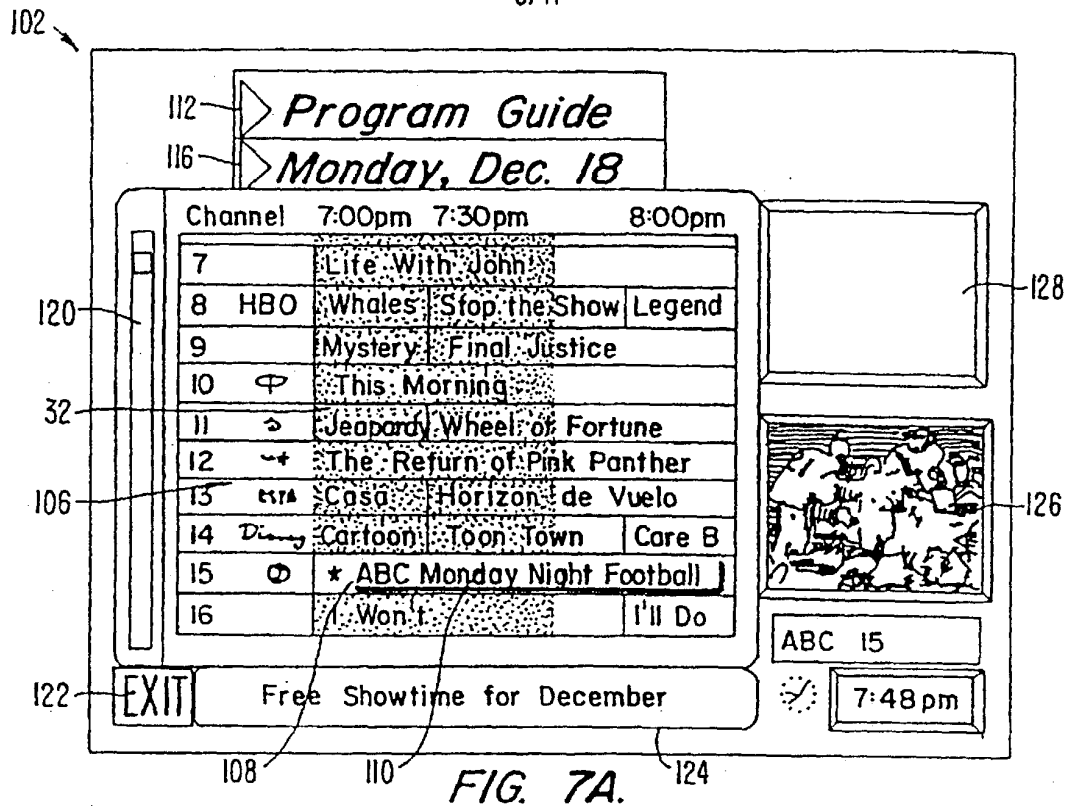 102
112 Program Guide
116 Monday, Dec. 18
Channel 7:00pm 7:30pm 8:00pm
7 Life With John
8 HBO Whales Stop the Show Legend
9 Mystery Final Justice
10 This Morning
11 Jeopardy Wheel of Fortune
12 The Return of Pink Panther
13 Casa Horizon de Vuelo
14 Disney Cartoon Toon Town Care B
15 * ABC Monday Night Football
16 I Won't I'll Do
120
32
106
128
126
ABC 15
122 EXIT Free Showtime for December 7:48pm
108 110 124
FIG. 7A.